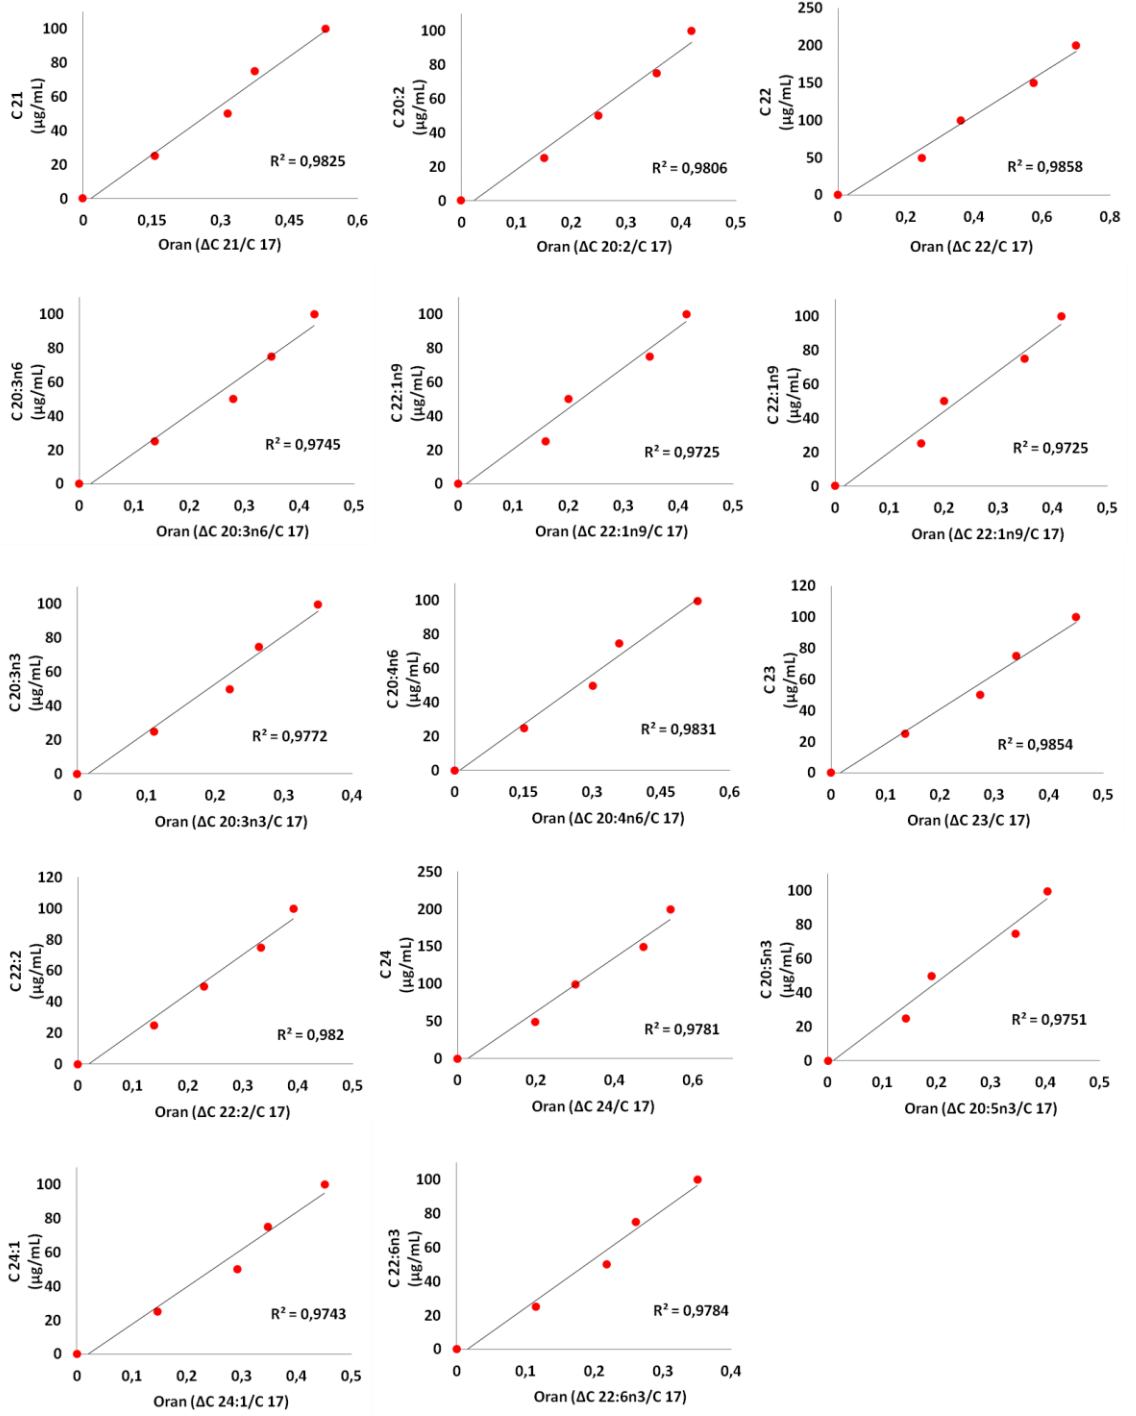 C 21
(µg/mL)
100
80
60
40
20
0
R² = 0,9825
0 0,15 0,3 0,45 0,6
Oran (ΔC 21/C 17)
C 20:2
(µg/mL)
100
80
60
40
20
0
R² = 0,9806
0 0,1 0,2 0,3 0,4 0,5
Oran (ΔC 20:2/C 17)
C 22
(µg/mL)
250
200
150
100
50
0
R² = 0,9858
0 0,2 0,4 0,6 0,8
Oran (ΔC 22/C 17)
C 20:3n6
(µg/mL)
100
80
60
40
20
0
R² = 0,9745
0 0,1 0,2 0,3 0,4 0,5
Oran (ΔC 20:3n6/C 17)
C 22:1n9
(µg/mL)
100
80
60
40
20
0
R² = 0,9725
0 0,1 0,2 0,3 0,4 0,5
Oran (ΔC 22:1n9/C 17)
C 22:1n9
(µg/mL)
100
80
60
40
20
0
R² = 0,9725
0 0,1 0,2 0,3 0,4 0,5
Oran (ΔC 22:1n9/C 17)
C 20:3n3
(µg/mL)
100
80
60
40
20
0
R² = 0,9772
0 0,1 0,2 0,3 0,4
Oran (ΔC 20:3n3/C 17)
C 20:4n6
(µg/mL)
100
80
60
40
20
0
R² = 0,9831
0 0,15 0,3 0,45 0,6
Oran (ΔC 20:4n6/C 17)
C 23
(µg/mL)
120
100
80
60
40
20
0
R² = 0,9854
0 0,1 0,2 0,3 0,4 0,5
Oran (ΔC 23/C 17)
C 22:2
(µg/mL)
120
100
80
60
40
20
0
R² = 0,982
0 0,1 0,2 0,3 0,4 0,5
Oran (ΔC 22:2/C 17)
C 24
(µg/mL)
250
200
150
100
50
0
R² = 0,9781
0 0,2 0,4 0,6
Oran (ΔC 24/C 17)
C 20:5n3
(µg/mL)
100
80
60
40
20
0
R² = 0,9751
0 0,1 0,2 0,3 0,4 0,5
Oran (ΔC 20:5n3/C 17)
C 24:1
(µg/mL)
100
80
60
40
20
0
R² = 0,9743
0 0,1 0,2 0,3 0,4 0,5
Oran (ΔC 24:1/C 17)
C 22:6n3
(µg/mL)
100
80
60
40
20
0
R² = 0,9784
0 0,1 0,2 0,3 0,4
Oran (ΔC 22:6n3/C 17)